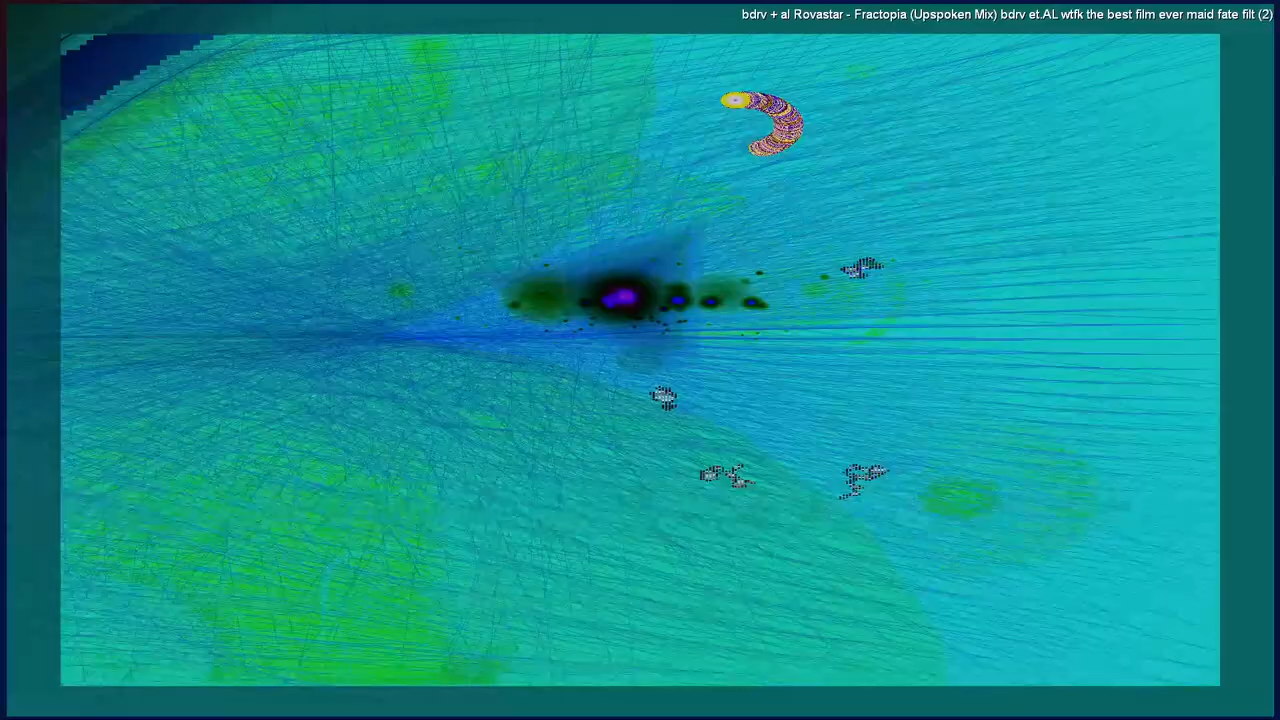 bdrv + al Rovastar - Fractopia (Upspoken Mix) bdrv et.AL wtfk the best film ever maid fate filt (2)